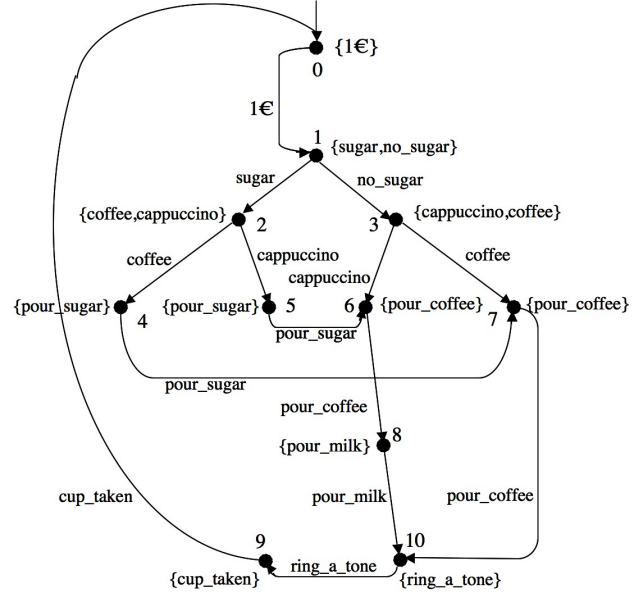 {1€}
0
1€
1
{sugar,no_sugar}
sugar
no_sugar
{coffee,cappuccino}
2
3
{cappuccino,coffee}
coffee
cappuccino
cappuccino
coffee
{pour_sugar}
4
{pour_sugar}
5
6
{pour_coffee}
7
{pour_coffee}
pour_sugar
pour_sugar
pour_coffee
8
{pour_milk}
cup_taken
pour_milk
pour_coffee
9
10
ring_a_tone
{cup_taken}
{ring_a_tone}